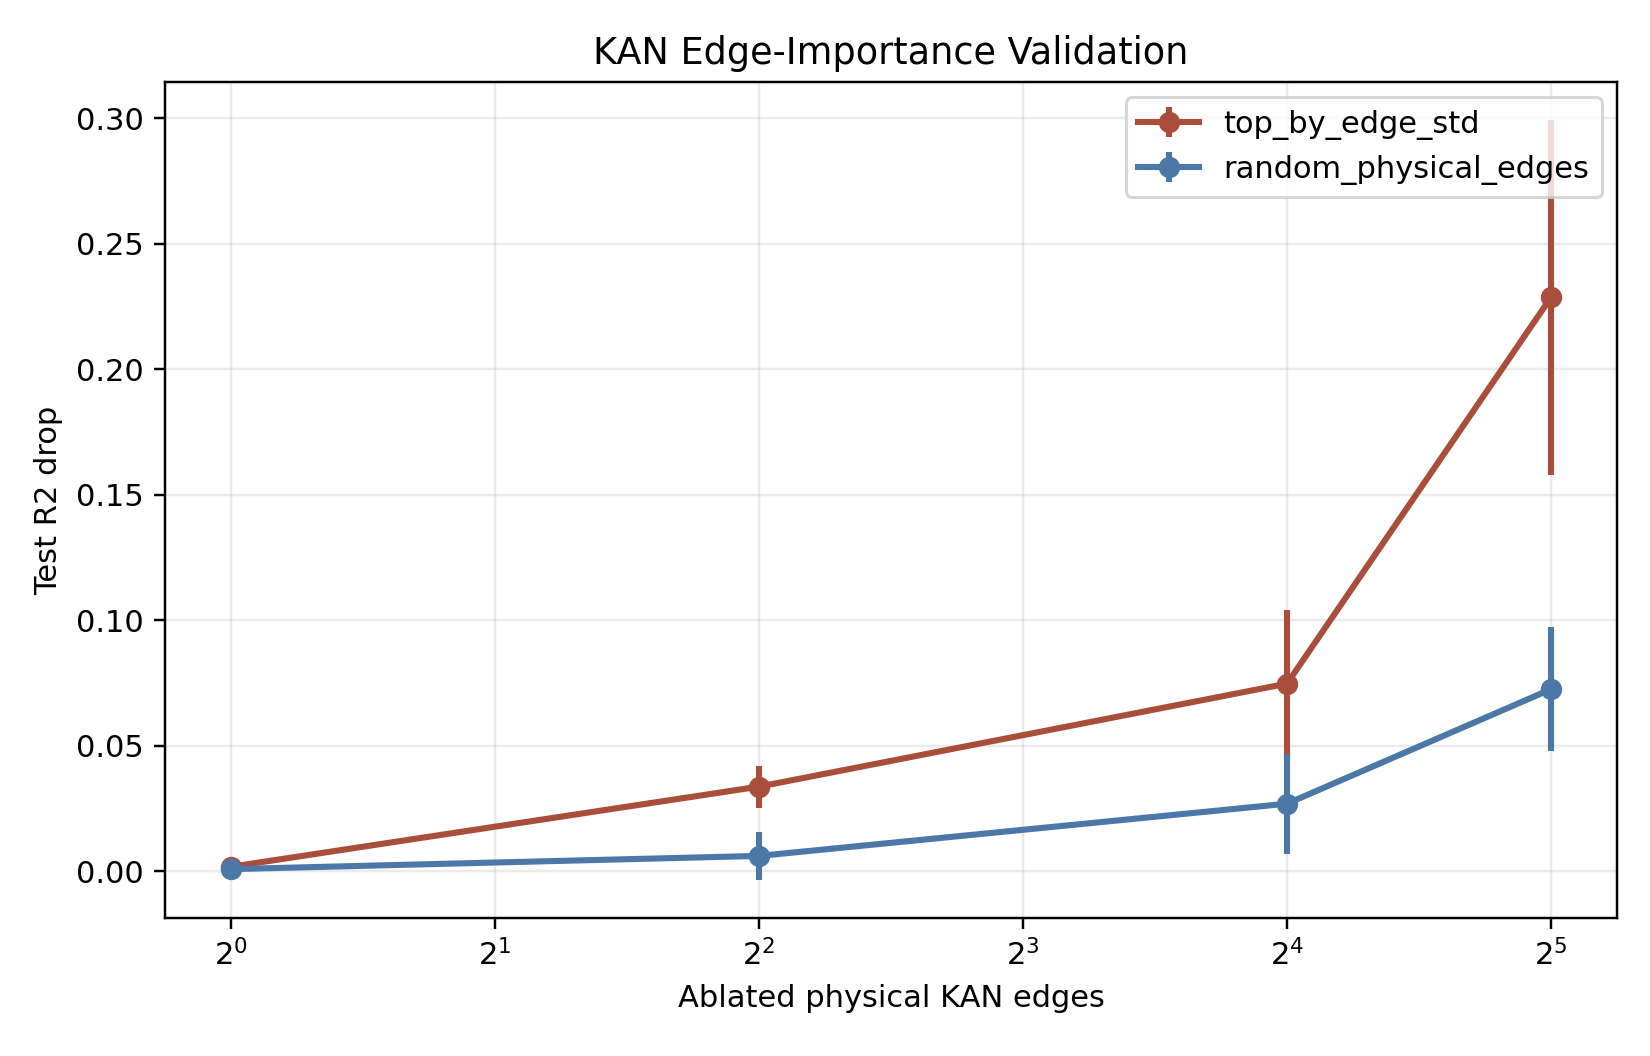 KAN Edge-Importance Validation
top_by_edge_std
random_physical_edges
0.30
0.25
0.20
0.15
0.10
0.05
0.00
Test R2 drop
2⁰ 2¹ 2² 2³ 2⁴ 2⁵
Ablated physical KAN edges